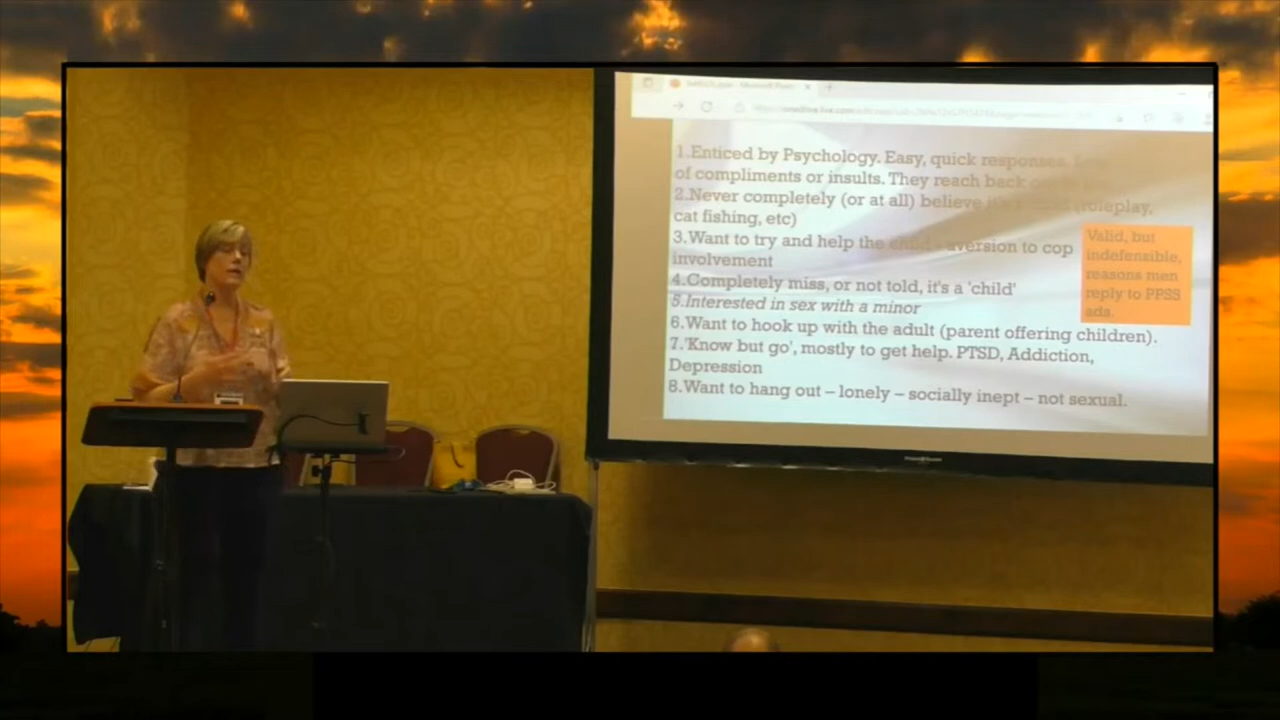 1.Enticed by Psychology. Easy, quick responses.
of compliments or insults. They reach back
2.Never completely (or at all) believe (roleplay,
cat fishing, etc)
3.Want to try and help the child - aversion to cop
involvement
4.Completely miss, or not told, it's a 'child'
5.Interested in sex with a minor
6.Want to hook up with the adult (parent offering children).
7.'Know but go', mostly to get help. PTSD, Addiction,
Depression
8.Want to hang out – lonely – socially inept – not sexual.
Valid, but
indefensible,
reasons men
reply to PPSS
ads.